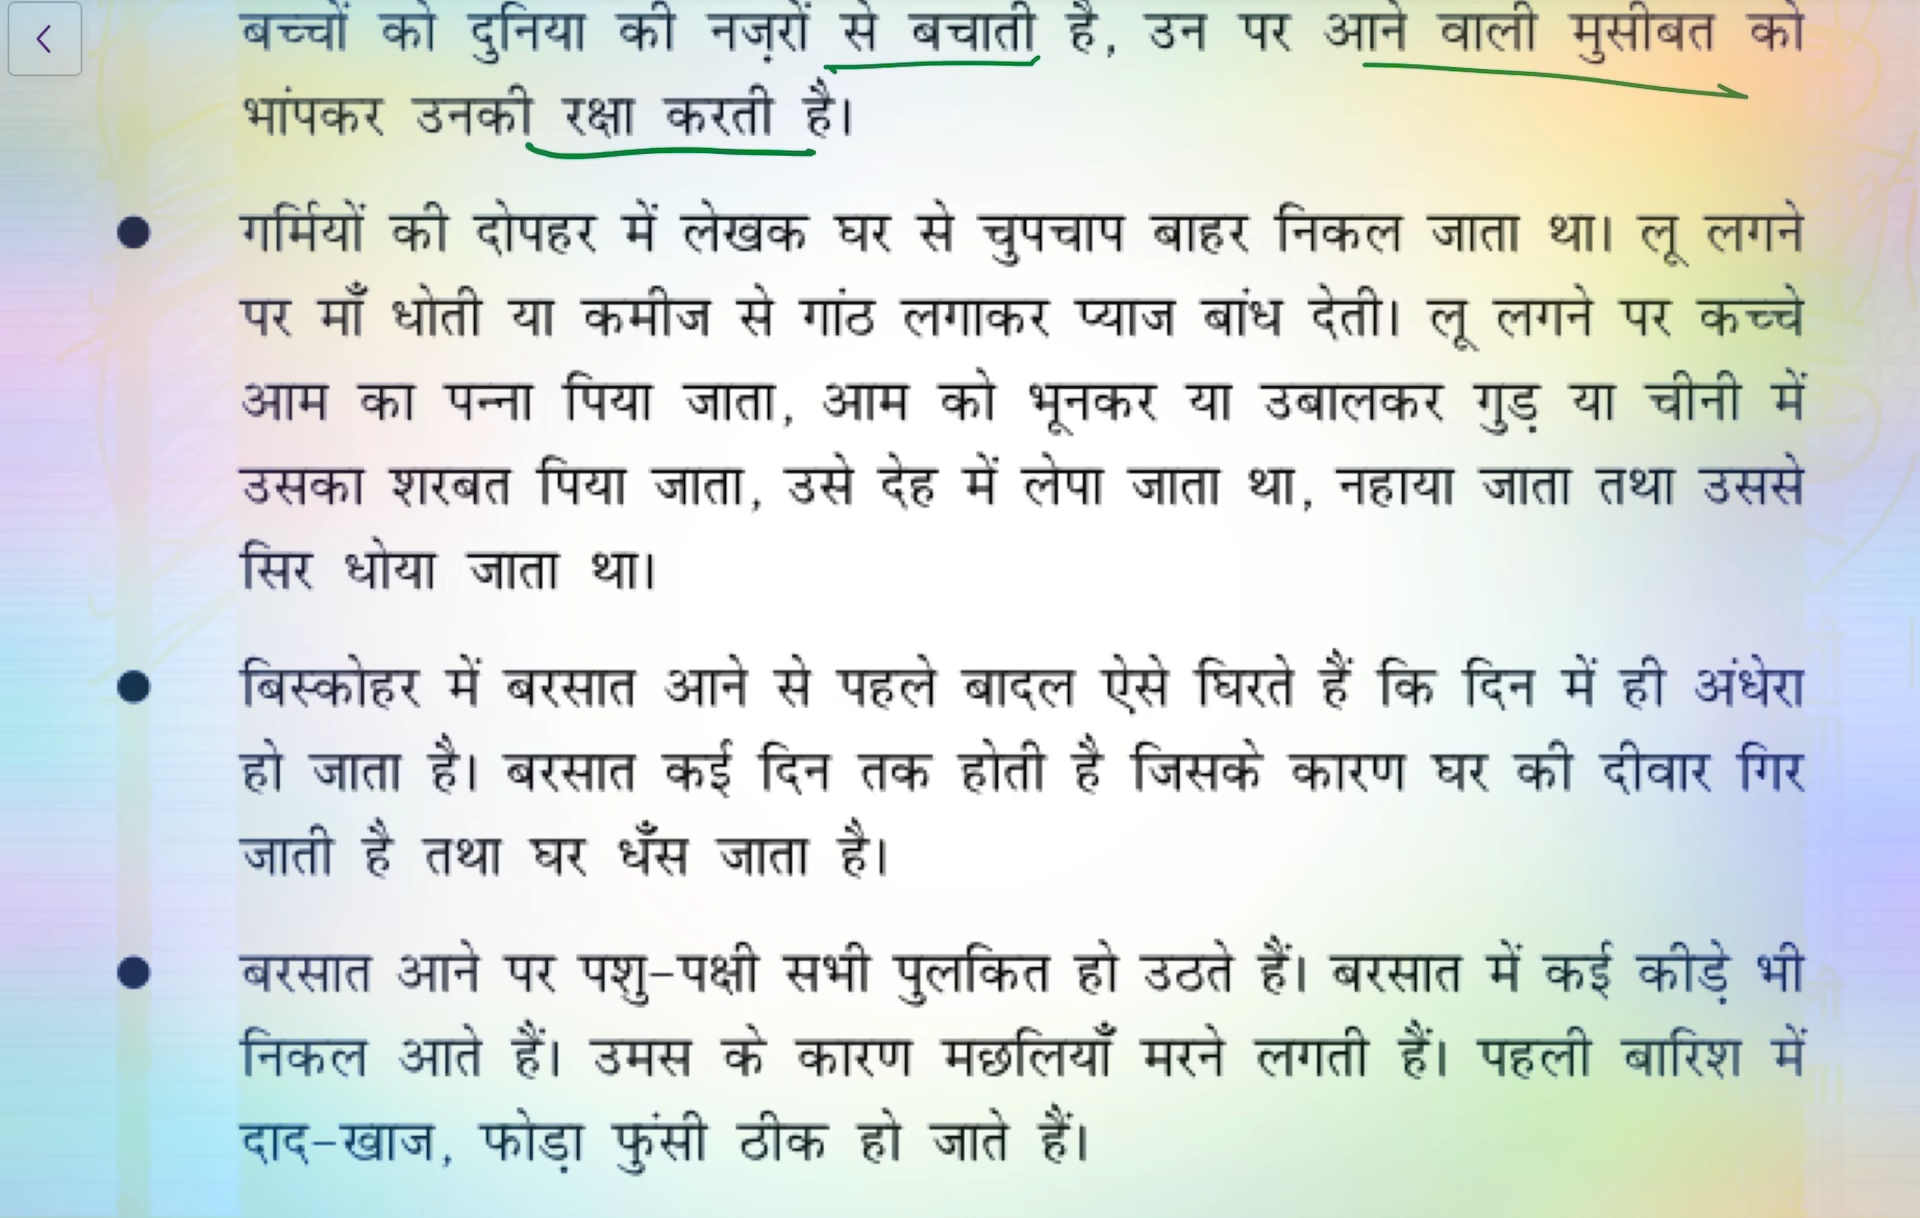 बच्चों को दुनिया की नज़रों से बचाती है, उन पर आने वाली मुसीबत को
भांपकर उनकी रक्षा करती है।
● गर्मियों की दोपहर में लेखक घर से चुपचाप बाहर निकल जाता था। लू लगने
पर माँ धोती या कमीज से गांठ लगाकर प्याज बांध देती। लू लगने पर कच्चे
आम का पन्ना पिया जाता, आम को भूनकर या उबालकर गुड़ या चीनी में
उसका शरबत पिया जाता, उसे देह में लेपा जाता था, नहाया जाता तथा उससे
सिर धोया जाता था।
● बिस्कोहर में बरसात आने से पहले बादल ऐसे घिरते हैं कि दिन में ही अंधेरा
हो जाता है। बरसात कई दिन तक होती है जिसके कारण घर की दीवार गिर
जाती है तथा घर धँस जाता है।
● बरसात आने पर पशु-पक्षी सभी पुलकित हो उठते हैं। बरसात में कई कीड़े भी
निकल आते हैं। उमस के कारण मछलियाँ मरने लगती हैं। पहली बारिश में
दाद-खाज, फोड़ा फुंसी ठीक हो जाते हैं।